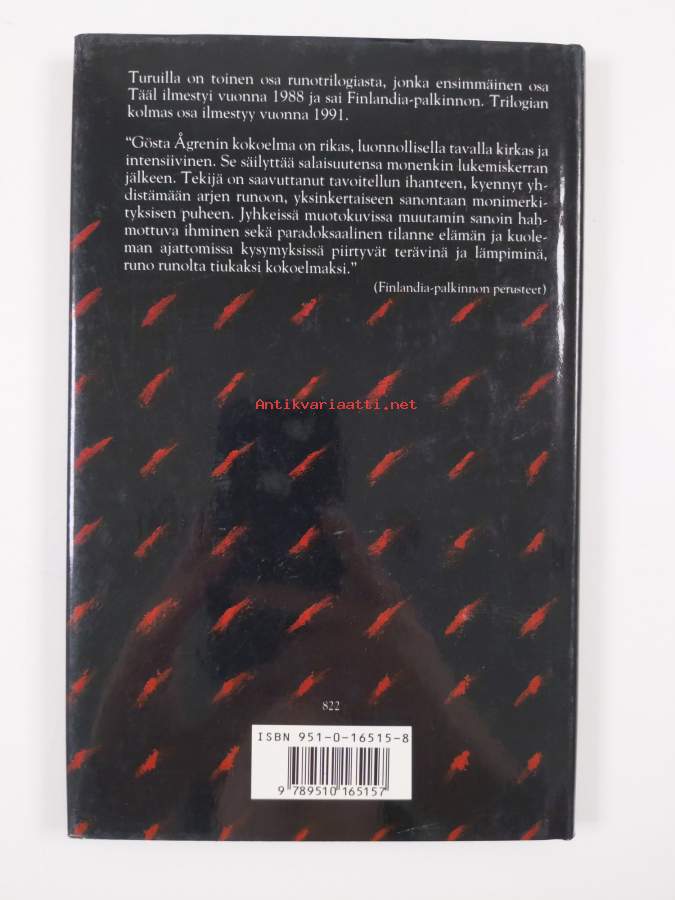 Turuilla on toinen osa runotrilogiasta, jonka ensimmäinen osa
Tääl ilmestyi vuonna 1988 ja sai Finlandia-palkinnon. Trilogian
kolmas osa ilmestyy vuonna 1991.
“Gösta Ågrenin kokoelma on rikas, luonnollisella tavalla kirkas ja
intensiivinen. Se säilyttää salaisuutensa monenkin lukemiskerran
jälkeen. Tekijä on saavuttanut tavoitellun ihanteen, kyennyt yh-
distämään arjen runoon, yksinkertaiseen sanontaan monimerki-
tyksisen puheen. Jyhkeissä muotokuvissa muutamin sanoin hah-
mottuva ihminen sekä paradoksaalinen tilanne elämän ja kuole-
man ajattomissa kysymyksissä piirtyvät terävinä ja lämpiminä,
runo runolta tiukaksi kokoelmaksi.”
(Finlandia-palkinnon perusteet)
Antikvariaatti.net
822
ISBN 951-0-16515-8
9 789510 165157